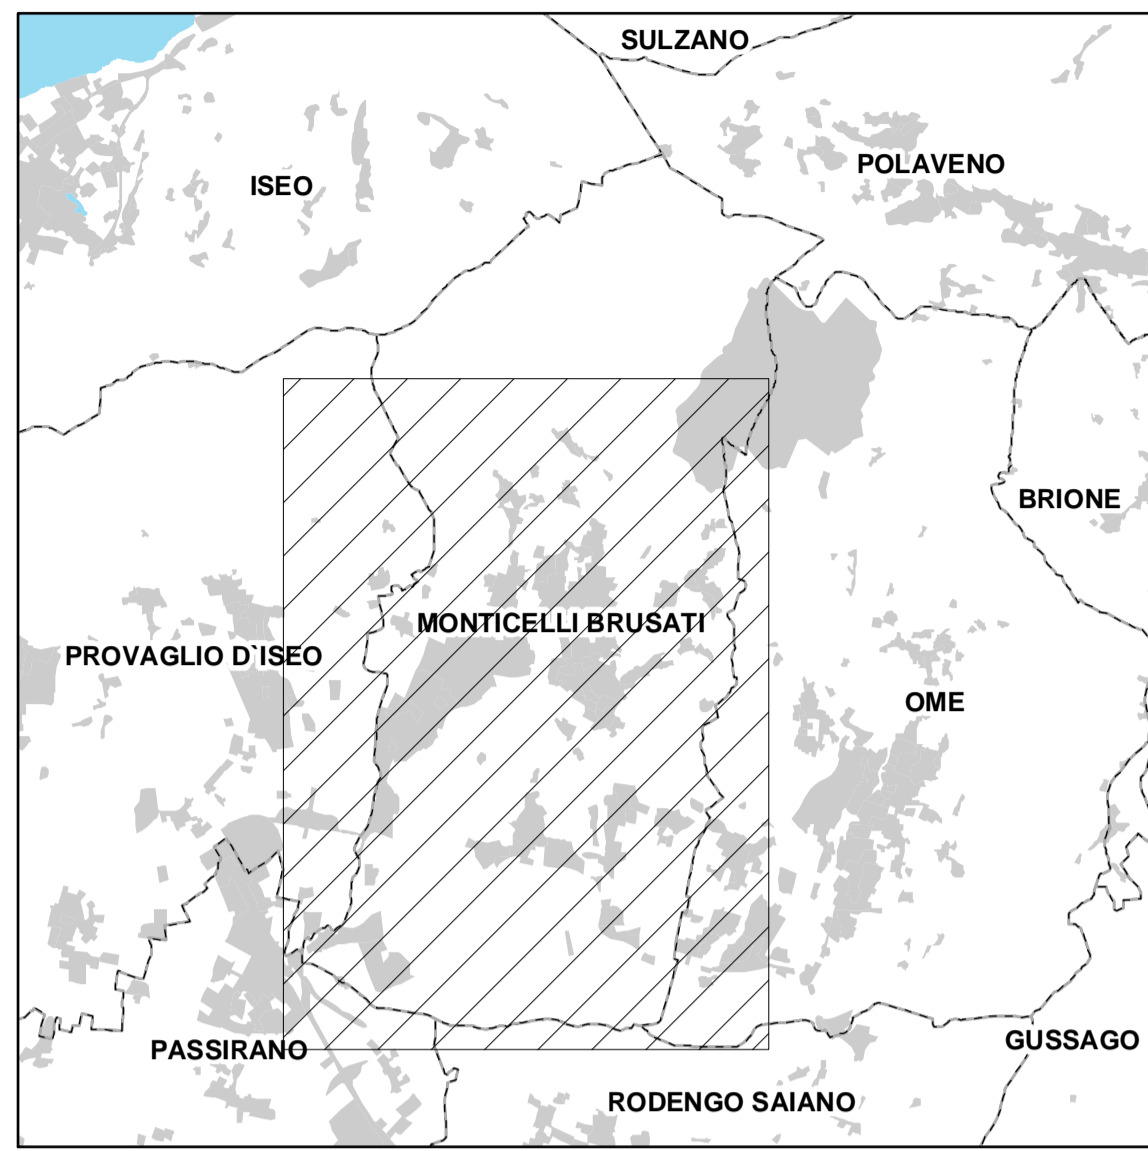 SULZANO
POLAVENO
ISEO
BRIONE
MONTICELLI BRUSATI
PROVAGLIO D`ISEO
OME
GUSSAGO
PASSIRANO
RODENGO SAIANO